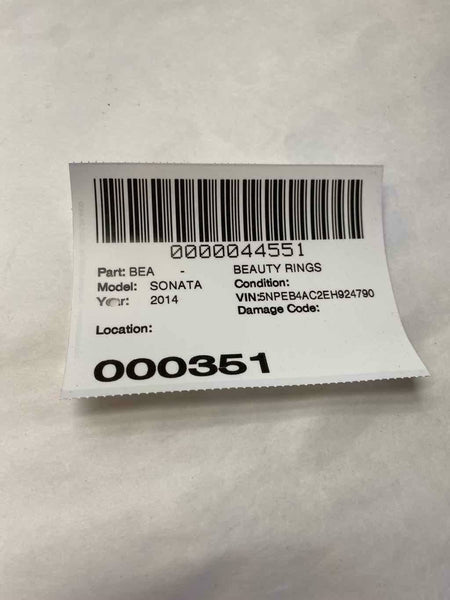 0000044551
Part: BEA - BEAUTY RINGS
Model: SONATA Condition:
Year: 2014 VIN:5NPEB4AC2EH924790
Damage Code:
Location:
000351